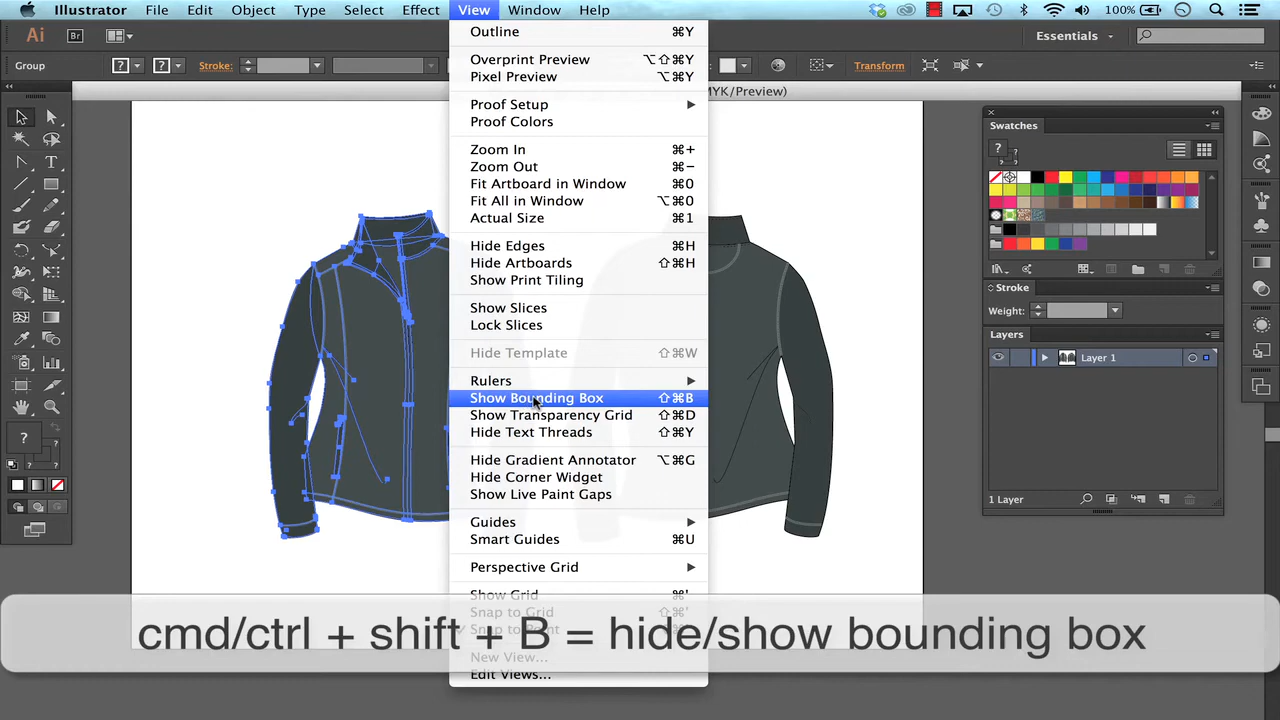 Illustrator File Edit Object Type Select Effect View Window Help 100%
Ai Br Essentials
Group ? ? Stroke: Transform
MYK/Preview)
Outline ⌘Y
Overprint Preview ⌥⇧⌘Y
Pixel Preview ⌥⌘Y
Proof Setup
Proof Colors
Zoom In ⌘+
Zoom Out ⌘−
Fit Artboard in Window ⌘0
Fit All in Window ⌥⌘0
Actual Size ⌘1
Hide Edges ⌘H
Hide Artboards ⇧⌘H
Show Print Tiling
Show Slices
Lock Slices
Hide Template ⇧⌘W
Rulers
Show Bounding Box ⇧⌘B
Show Transparency Grid ⇧⌘D
Hide Text Threads ⇧⌘Y
Hide Gradient Annotator ⌥⌘G
Hide Corner Widget
Show Live Paint Gaps
Guides
Smart Guides ⌘U
Perspective Grid
Show Grid ⌘'
Snap to Grid ⇧⌘'
Snap to Point
New View...
Edit Views...
Swatches
?
Stroke
Weight:
Layers
Layer 1
1 Layer
?
cmd/ctrl + shift + B = hide/show bounding box